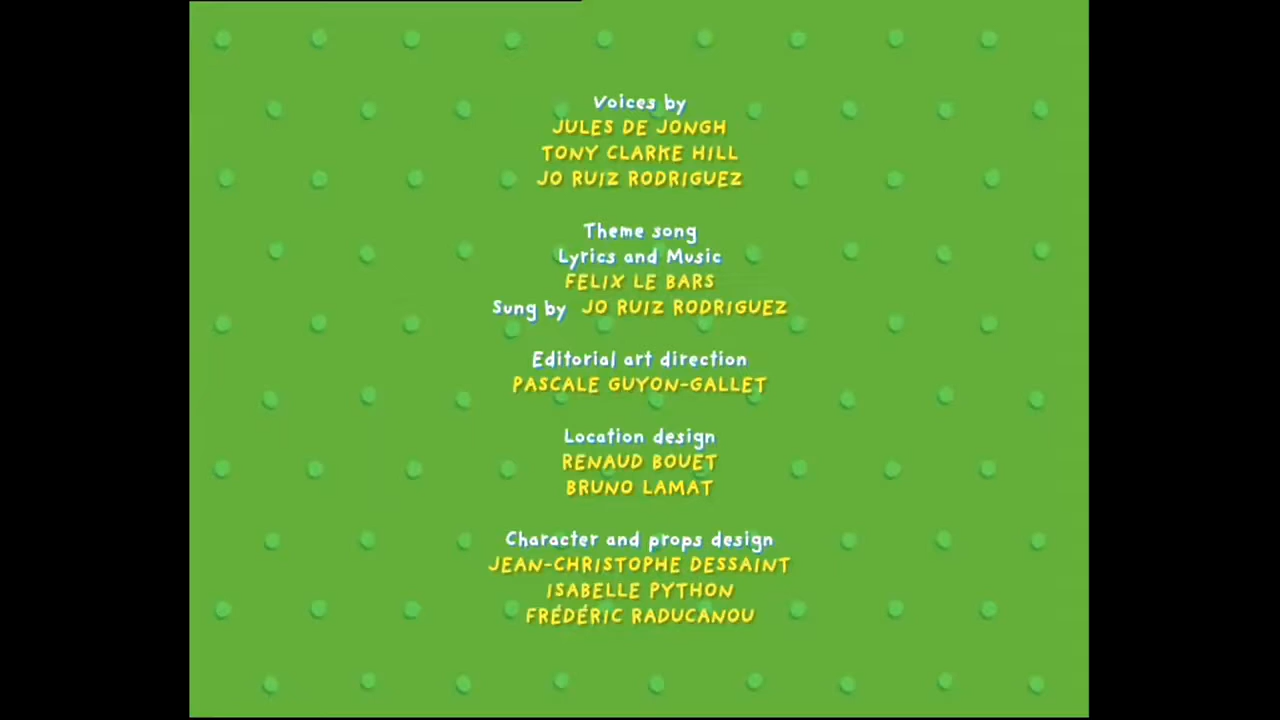 Voices by
JULES DE JONGH
TONY CLARKE HILL
JO RUIZ RODRIGUEZ
Theme song
Lyrics and Music
FELIX LE BARS
Sung by JO RUIZ RODRIGUEZ
Editorial art direction
PASCALE GUYON-GALLET
Location design
RENAUD BOUET
BRUNO LAMAT
Character and props design
JEAN-CHRISTOPHE DESSAINT
ISABELLE PYTHON
FRÉDÉRIC RADUCANOU